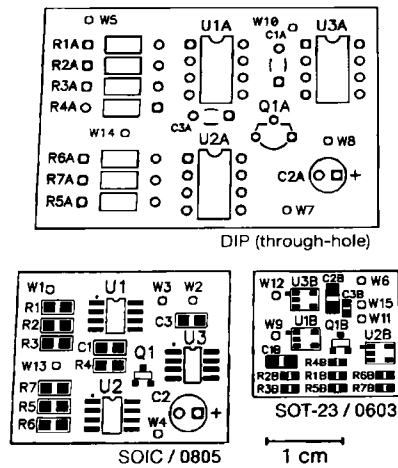 W5
U1A
W10
C1A
U3A
R1A
R2A
R3A
R4A
C3A
Q1A
W14
U2A
W8
R6A
R7A
R5A
C2A +
W7
DIP (through-hole)
W1
U1
W3 W2
R1
R2
R3
C3
U3
W13
C1
R4
Q1
R7
R5
R6
U2
C2
+
W4
SOIC / 0805
W12
U3B
C2B
W6
C3B
W15
W11
W9
U1B
Q1B
U2B
C1B
R4B
R2B R1B R6B
R3B R5B R7B
SOT-23 / 0603
1 cm